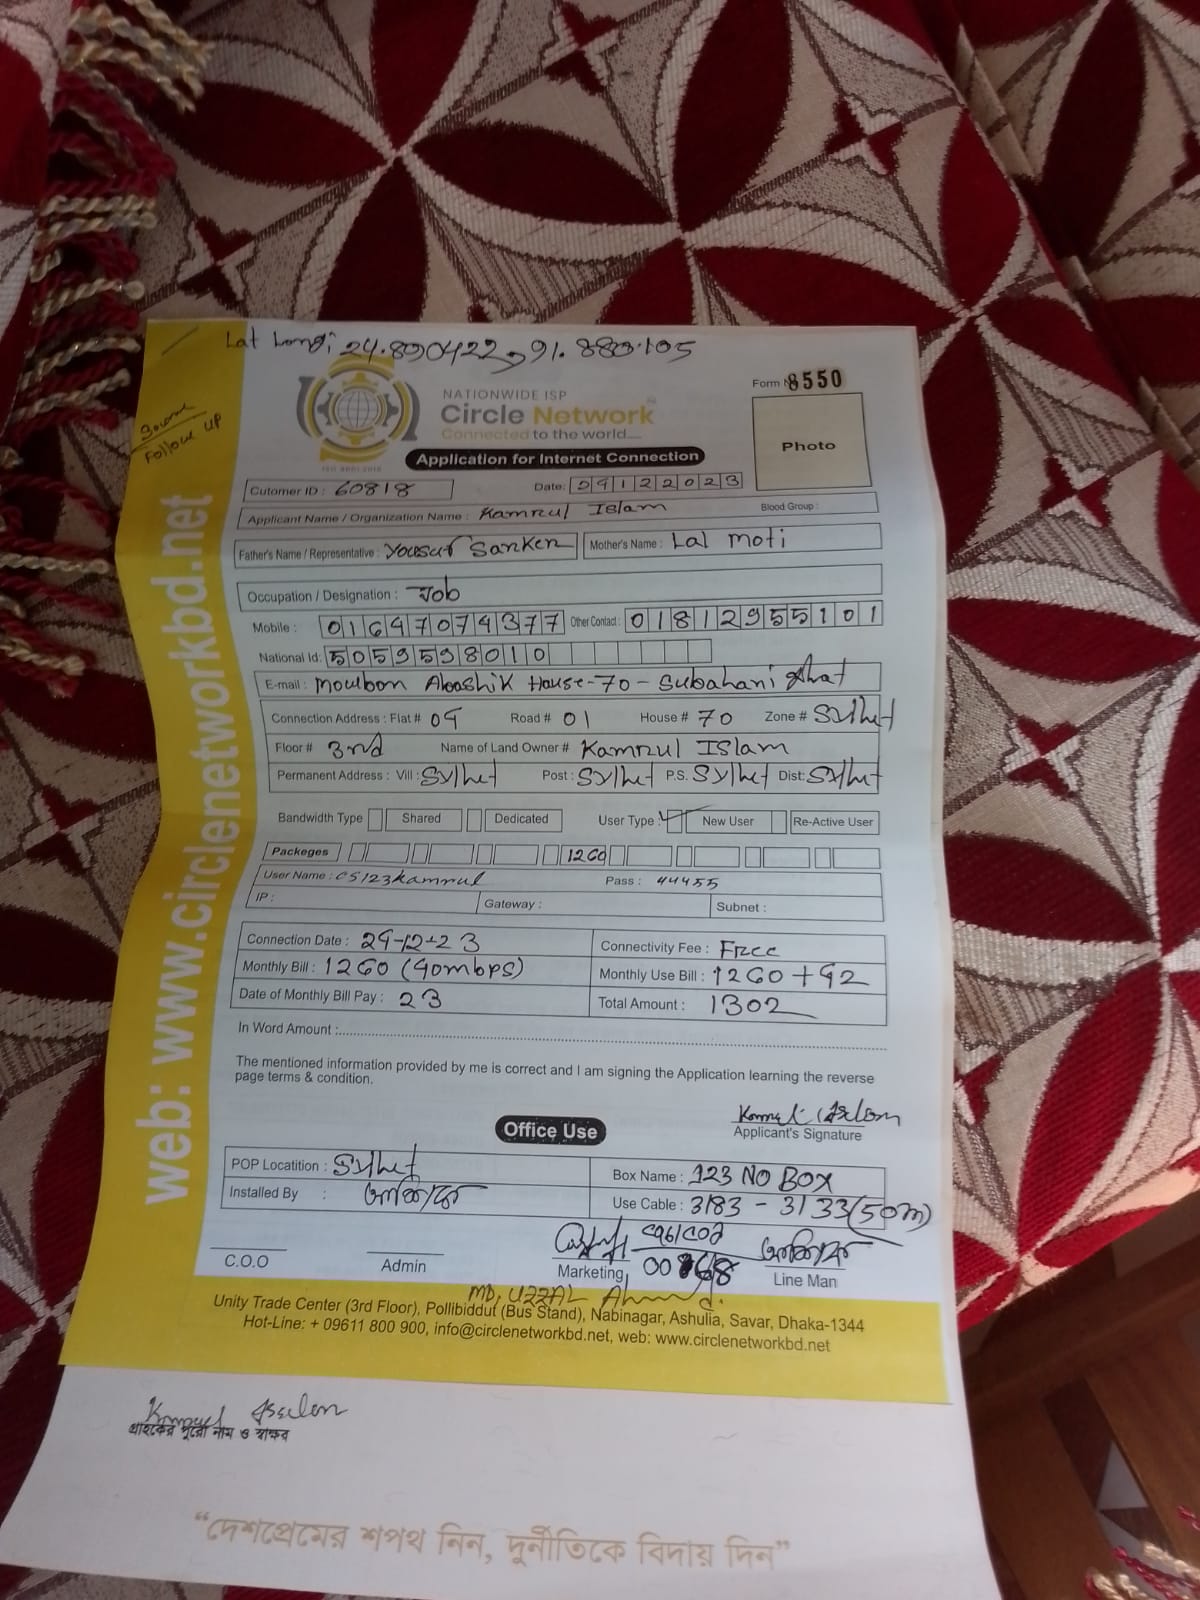 Lat Long; 24.890422, 91.880105
Form N 8550
NATIONWIDE ISP
Circle Network
Connected to the world....
Application for Internet Connection
Photo
Follow UP
Cutomer ID : 60818
Date: 29122023
Applicant Name / Organization Name : Kamrul Islam
Blood Group :
Father's Name / Representative : Yousuf Sarker
Mother's Name : Lal moti
Occupation / Designation : Job
Mobile : 01647074377 Other Contact : 01812955101
National Id: 5059598010
E-mail : Moubon Abashik House-70 - Subahani Ghat
Connection Address : Flat # 09 Road # 01 House # 70 Zone # Sylhet
Floor # 3rd Name of Land Owner # Kamrul Islam
Permanent Address : Vill : Sylhet Post : Sylhet P.S. Sylhet Dist: Sylhet
Bandwidth Type Shared Dedicated User Type : New User Re-Active User
Packeges 1260
User Name : CS123kamrul Pass : 44455
IP : Gateway : Subnet :
Connection Date : 29-12-23
Connectivity Fee : Free
Monthly Bill : 1260 (40mbps)
Monthly Use Bill : 1260 + 42
Date of Monthly Bill Pay : 23
Total Amount : 1302
In Word Amount :
The mentioned information provided by me is correct and I am signing the Application learning the reverse
page terms & condition.
Applicant's Signature
Office Use
POP Locatition : Sylhet
Box Name : 123 NO BOX
Installed By :
Use Cable : 3183 - 3133 (50m)
C.O.O
Admin
Marketing
Line Man
MD. UZZAL Ahmed.
Unity Trade Center (3rd Floor), Pollibiddut (Bus Stand), Nabinagar, Ashulia, Savar, Dhaka-1344
Hot-Line: + 09611 800 900, info@circlenetworkbd.net, web: www.circlenetworkbd.net
web: www.circlenetworkbd.net
Kamrul Islam
গ্রাহকের পুরো নাম ও স্বাক্ষর
“দেশপ্রেমের শপথ নিন, দুর্নীতিকে বিদায় দিন”